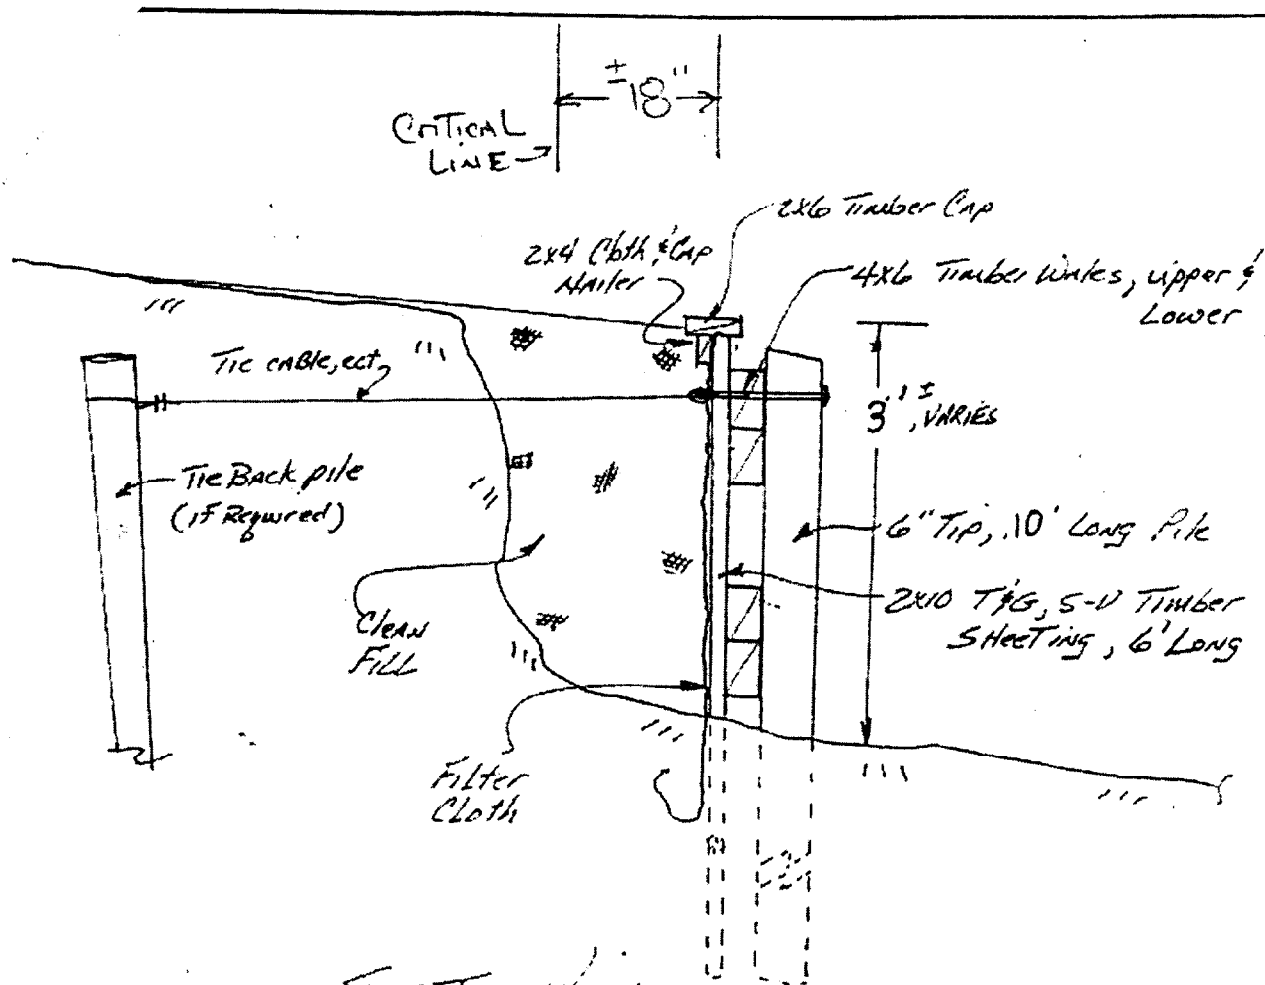 ± 18"
CRITICAL
LINE
2x6 Timber CAp
2x4 Cloth & CAp
NAiler
4x6 Timber WAles, upper &
Lower
Tie cABle, ect
3'±, VARIES
Tie BAck pile
(if Required)
6" Tip, 10' Long Pile
2x10 T&G, S-U Timber
SHeeTing, 6' Long
CleAN
FiLL
FilTer
CLoth